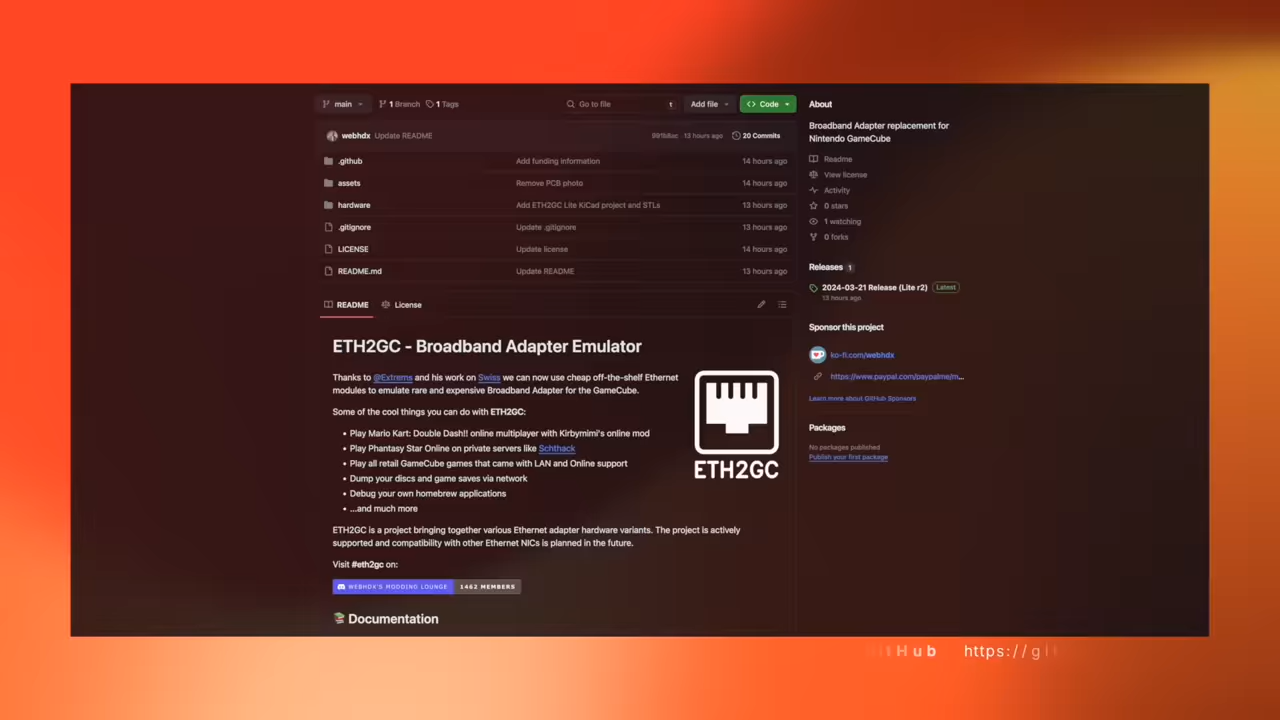 main 1 Branch 1 Tags Go to file t Add file <> Code
webhdx Update README 13 hours ago 20 Commits
.github Add funding information 14 hours ago
assets Remove PCB photo 14 hours ago
hardware Add ETH2GC Lite KiCad project and STLs 13 hours ago
.gitignore Update .gitignore 13 hours ago
LICENSE Update license 14 hours ago
README.md Update README 13 hours ago
README License
ETH2GC - Broadband Adapter Emulator
Thanks to @Extrems and his work on Swiss we can now use cheap off-the-shelf Ethernet
modules to emulate rare and expensive Broadband Adapter for the GameCube.
Some of the cool things you can do with ETH2GC:
• Play Mario Kart: Double Dash!! online multiplayer with Kirbymimi's online mod
• Play Phantasy Star Online on private servers like Schthack
• Play all retail GameCube games that came with LAN and Online support
• Dump your discs and game saves via network
• Debug your own homebrew applications
• ...and much more
ETH2GC
ETH2GC is a project bringing together various Ethernet adapter hardware variants. The project is actively
supported and compatibility with other Ethernet NICs is planned in the future.
Visit #eth2gc on:
WEBHDX'S MODDING LOUNGE 1462 MEMBERS
Documentation
About
Broadband Adapter replacement for
Nintendo GameCube
Readme
View license
Activity
0 stars
1 watching
0 forks
Releases 1
2024-03-21 Release (Lite r2) Latest
13 hours ago
Sponsor this project
ko-fi.com/webhdx
https://www.paypal.com/paypalme/m...
Learn more about GitHub Sponsors
Packages
No packages published
Publish your first package
itHub https://gi